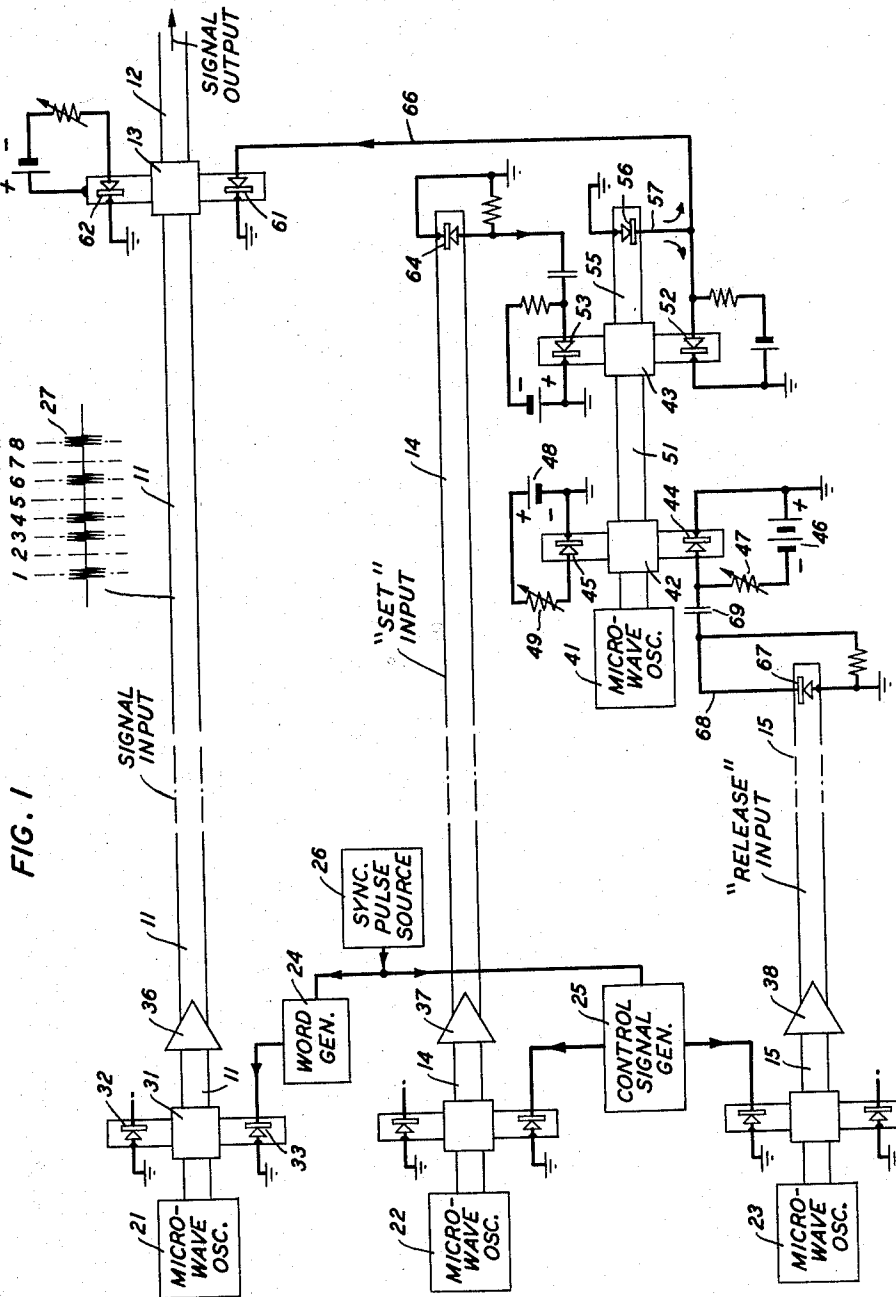 FIG. 1
1 2 3 4 5 6 7 8
27
SIGNAL
INPUT
11
11
11
12
13
SIGNAL
OUTPUT
+ -
62
61
66
21
MICRO-
WAVE
OSC.
31
32
33
36
24
WORD
GEN.
26
SYNC.
PULSE
SOURCE
"SET"
INPUT
14
14
37
22
MICRO-
WAVE
OSC.
25
CONTROL
SIGNAL
GEN.
64
53
- +
55
56
57
43
52
51
48
+ -
49
45
42
44
41
MICRO-
WAVE
OSC.
47
46
- +
69
67
68
"RELEASE"
INPUT
15
15
38
23
MICRO-
WAVE
OSC.